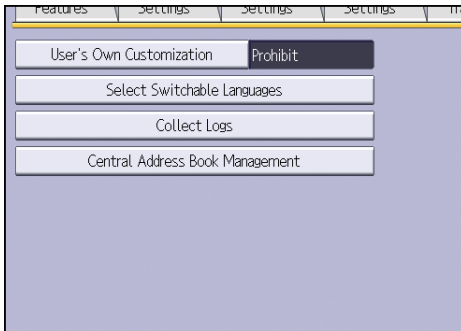 Features Settings Settings Settings
User's Own Customization Prohibit
Select Switchable Languages
Collect Logs
Central Address Book Management